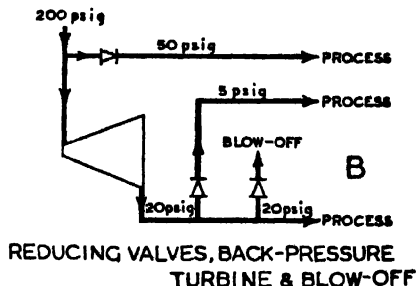 200 psig
50 psig
PROCESS
5 psig
PROCESS
BLOW-OFF
B
20psig
20psig
PROCESS
REDUCING VALVES, BACK-PRESSURE
TURBINE & BLOW-OFF